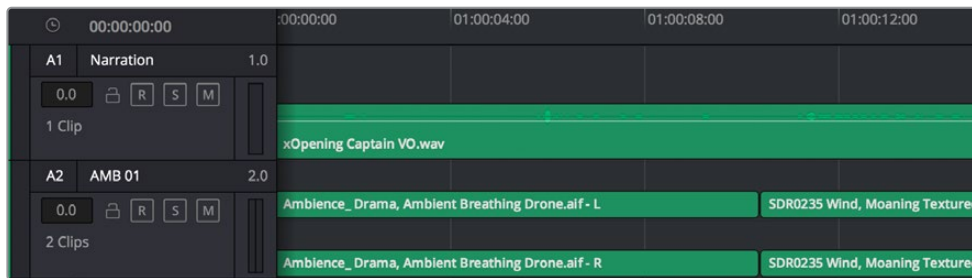 00:00:00:00 :00:00:00 01:00:04:00 01:00:08:00 01:00:12:00
A1 Narration 1.0
0.0 R S M
1 Clip
xOpening Captain VO.wav
A2 AMB 01 2.0
0.0 R S M
2 Clips
Ambience_ Drama, Ambient Breathing Drone.aif - L SDR0235 Wind, Moaning Texture
Ambience_ Drama, Ambient Breathing Drone.aif - R SDR0235 Wind, Moaning Texture